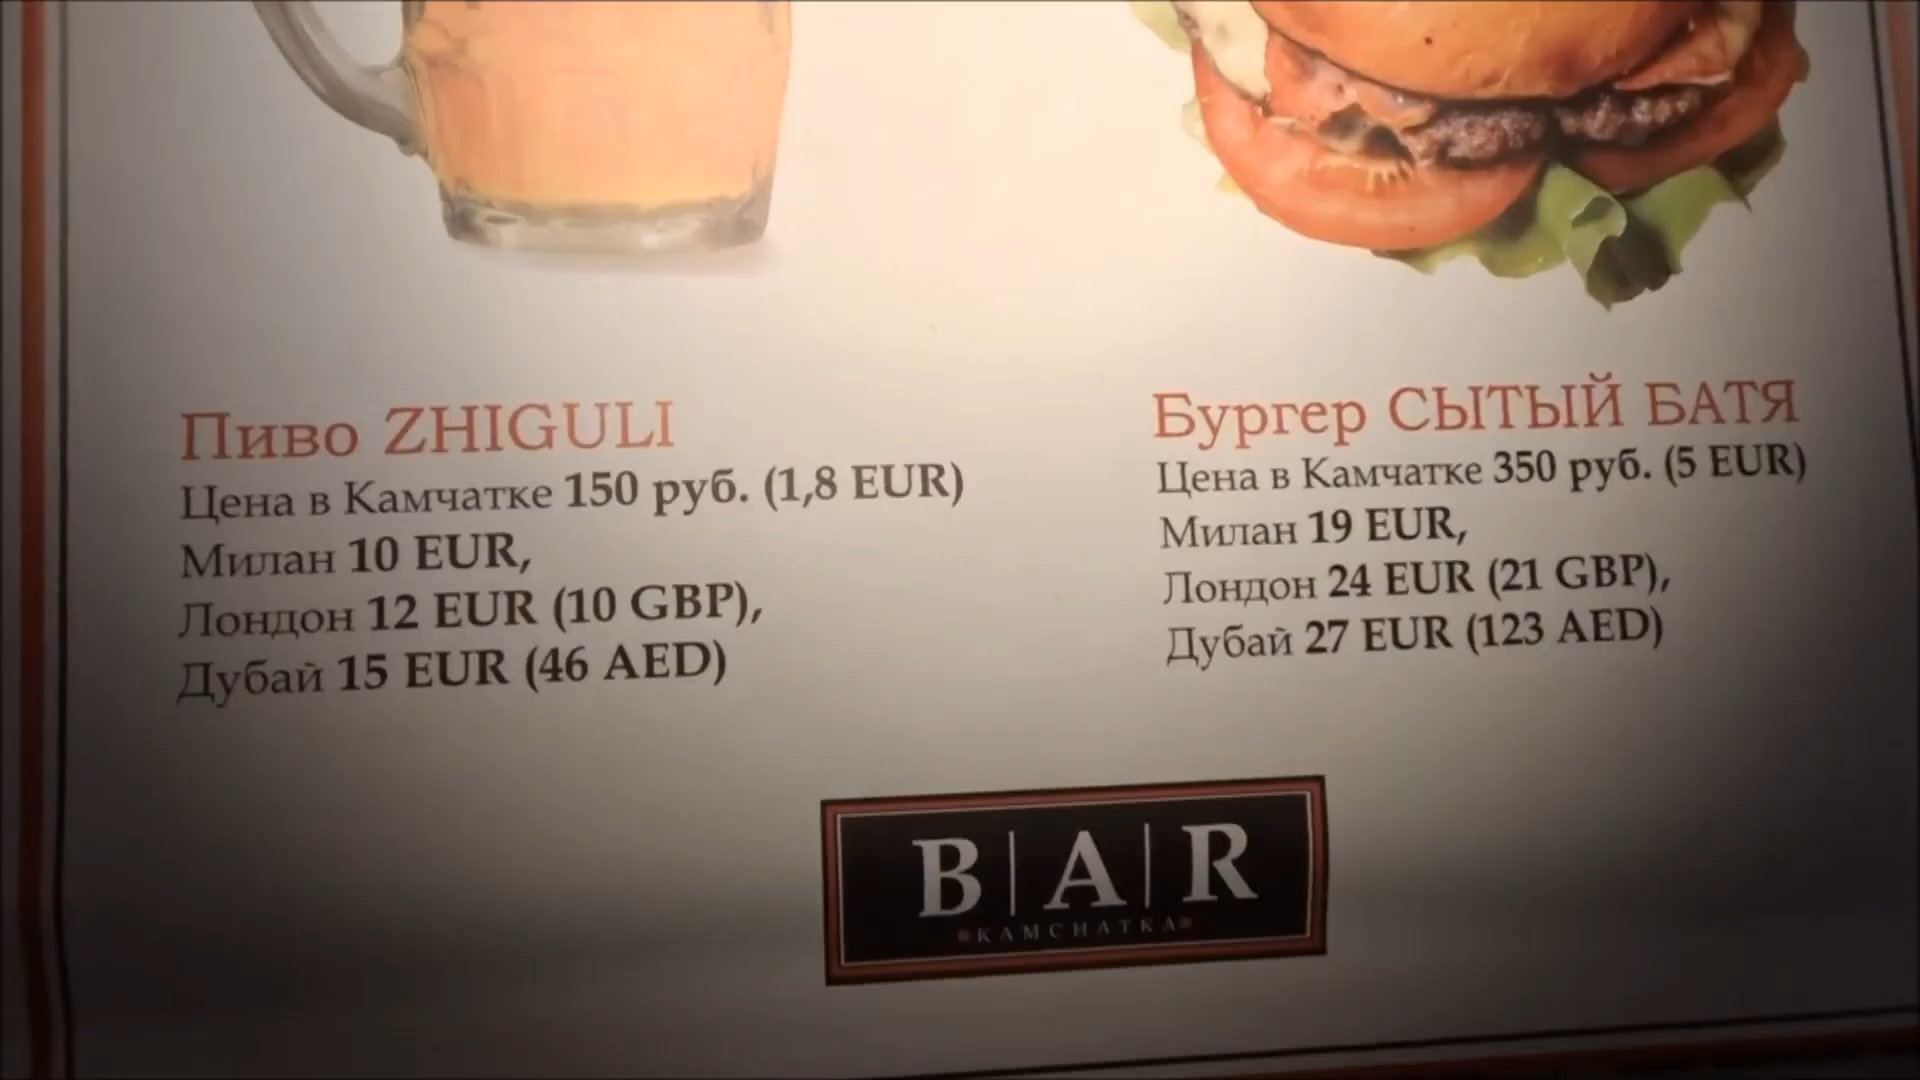 Пиво ZHIGULI
Цена в Камчатке 150 руб. (1,8 EUR)
Милан 10 EUR,
Лондон 12 EUR (10 GBP),
Дубай 15 EUR (46 AED)
Бургер СЫТЫЙ БАТЯ
Цена в Камчатке 350 руб. (5 EUR)
Милан 19 EUR,
Лондон 24 EUR (21 GBP),
Дубай 27 EUR (123 AED)
B|A|R
KAMCHATKA